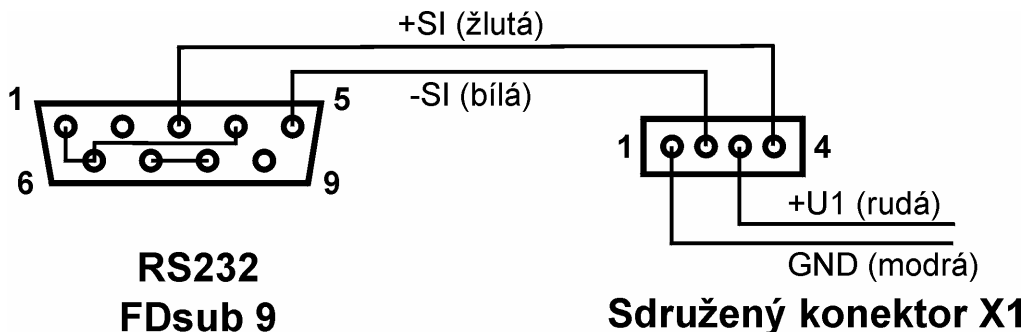 +SI (žlutá)
-SI (bílá)
1
5
6
9
1
4
+U1 (rudá)
GND (modrá)
RS232
FDsub 9
Sdružený konektor X1